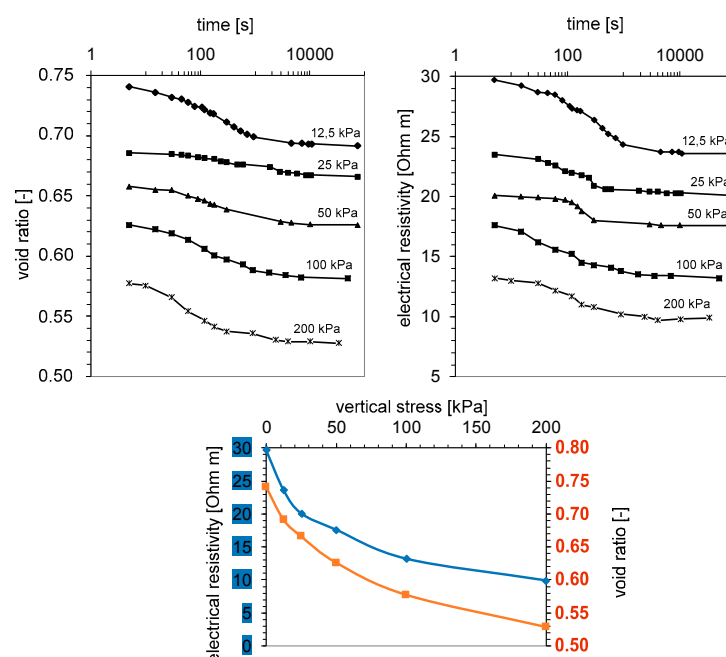 time [s]
1 100 10000
0.75
0.70
0.65
0.60
0.55
0.50
void ratio [-]
12,5 kPa
25 kPa
50 kPa
100 kPa
200 kPa
time [s]
1 100 10000
30
25
20
15
10
5
electrical resistivity [Ohm m]
12,5 kPa
25 kPa
50 kPa
100 kPa
200 kPa
vertical stress [kPa]
0 50 100 150 200
30
25
20
15
10
5
0
electrical resistivity [Ohm m]
0.80
0.75
0.70
0.65
0.60
0.55
0.50
void ratio [-]